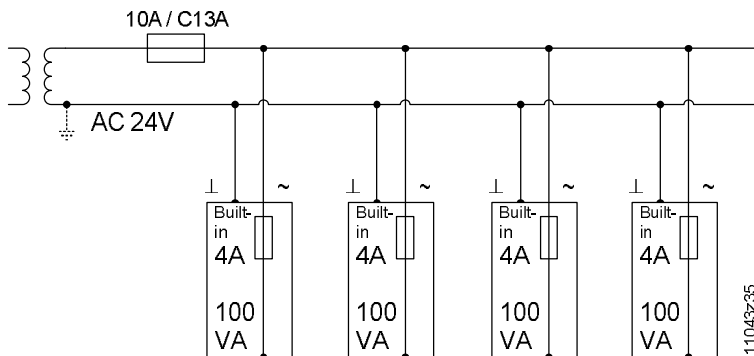 10A / C13A
AC 24V
⊥ ~
⊥ ~
⊥ ~
⊥ ~
Built-
in
4A
100
VA
Built-
in
4A
100
VA
Built-
in
4A
100
VA
Built-
in
4A
100
VA
11043z35